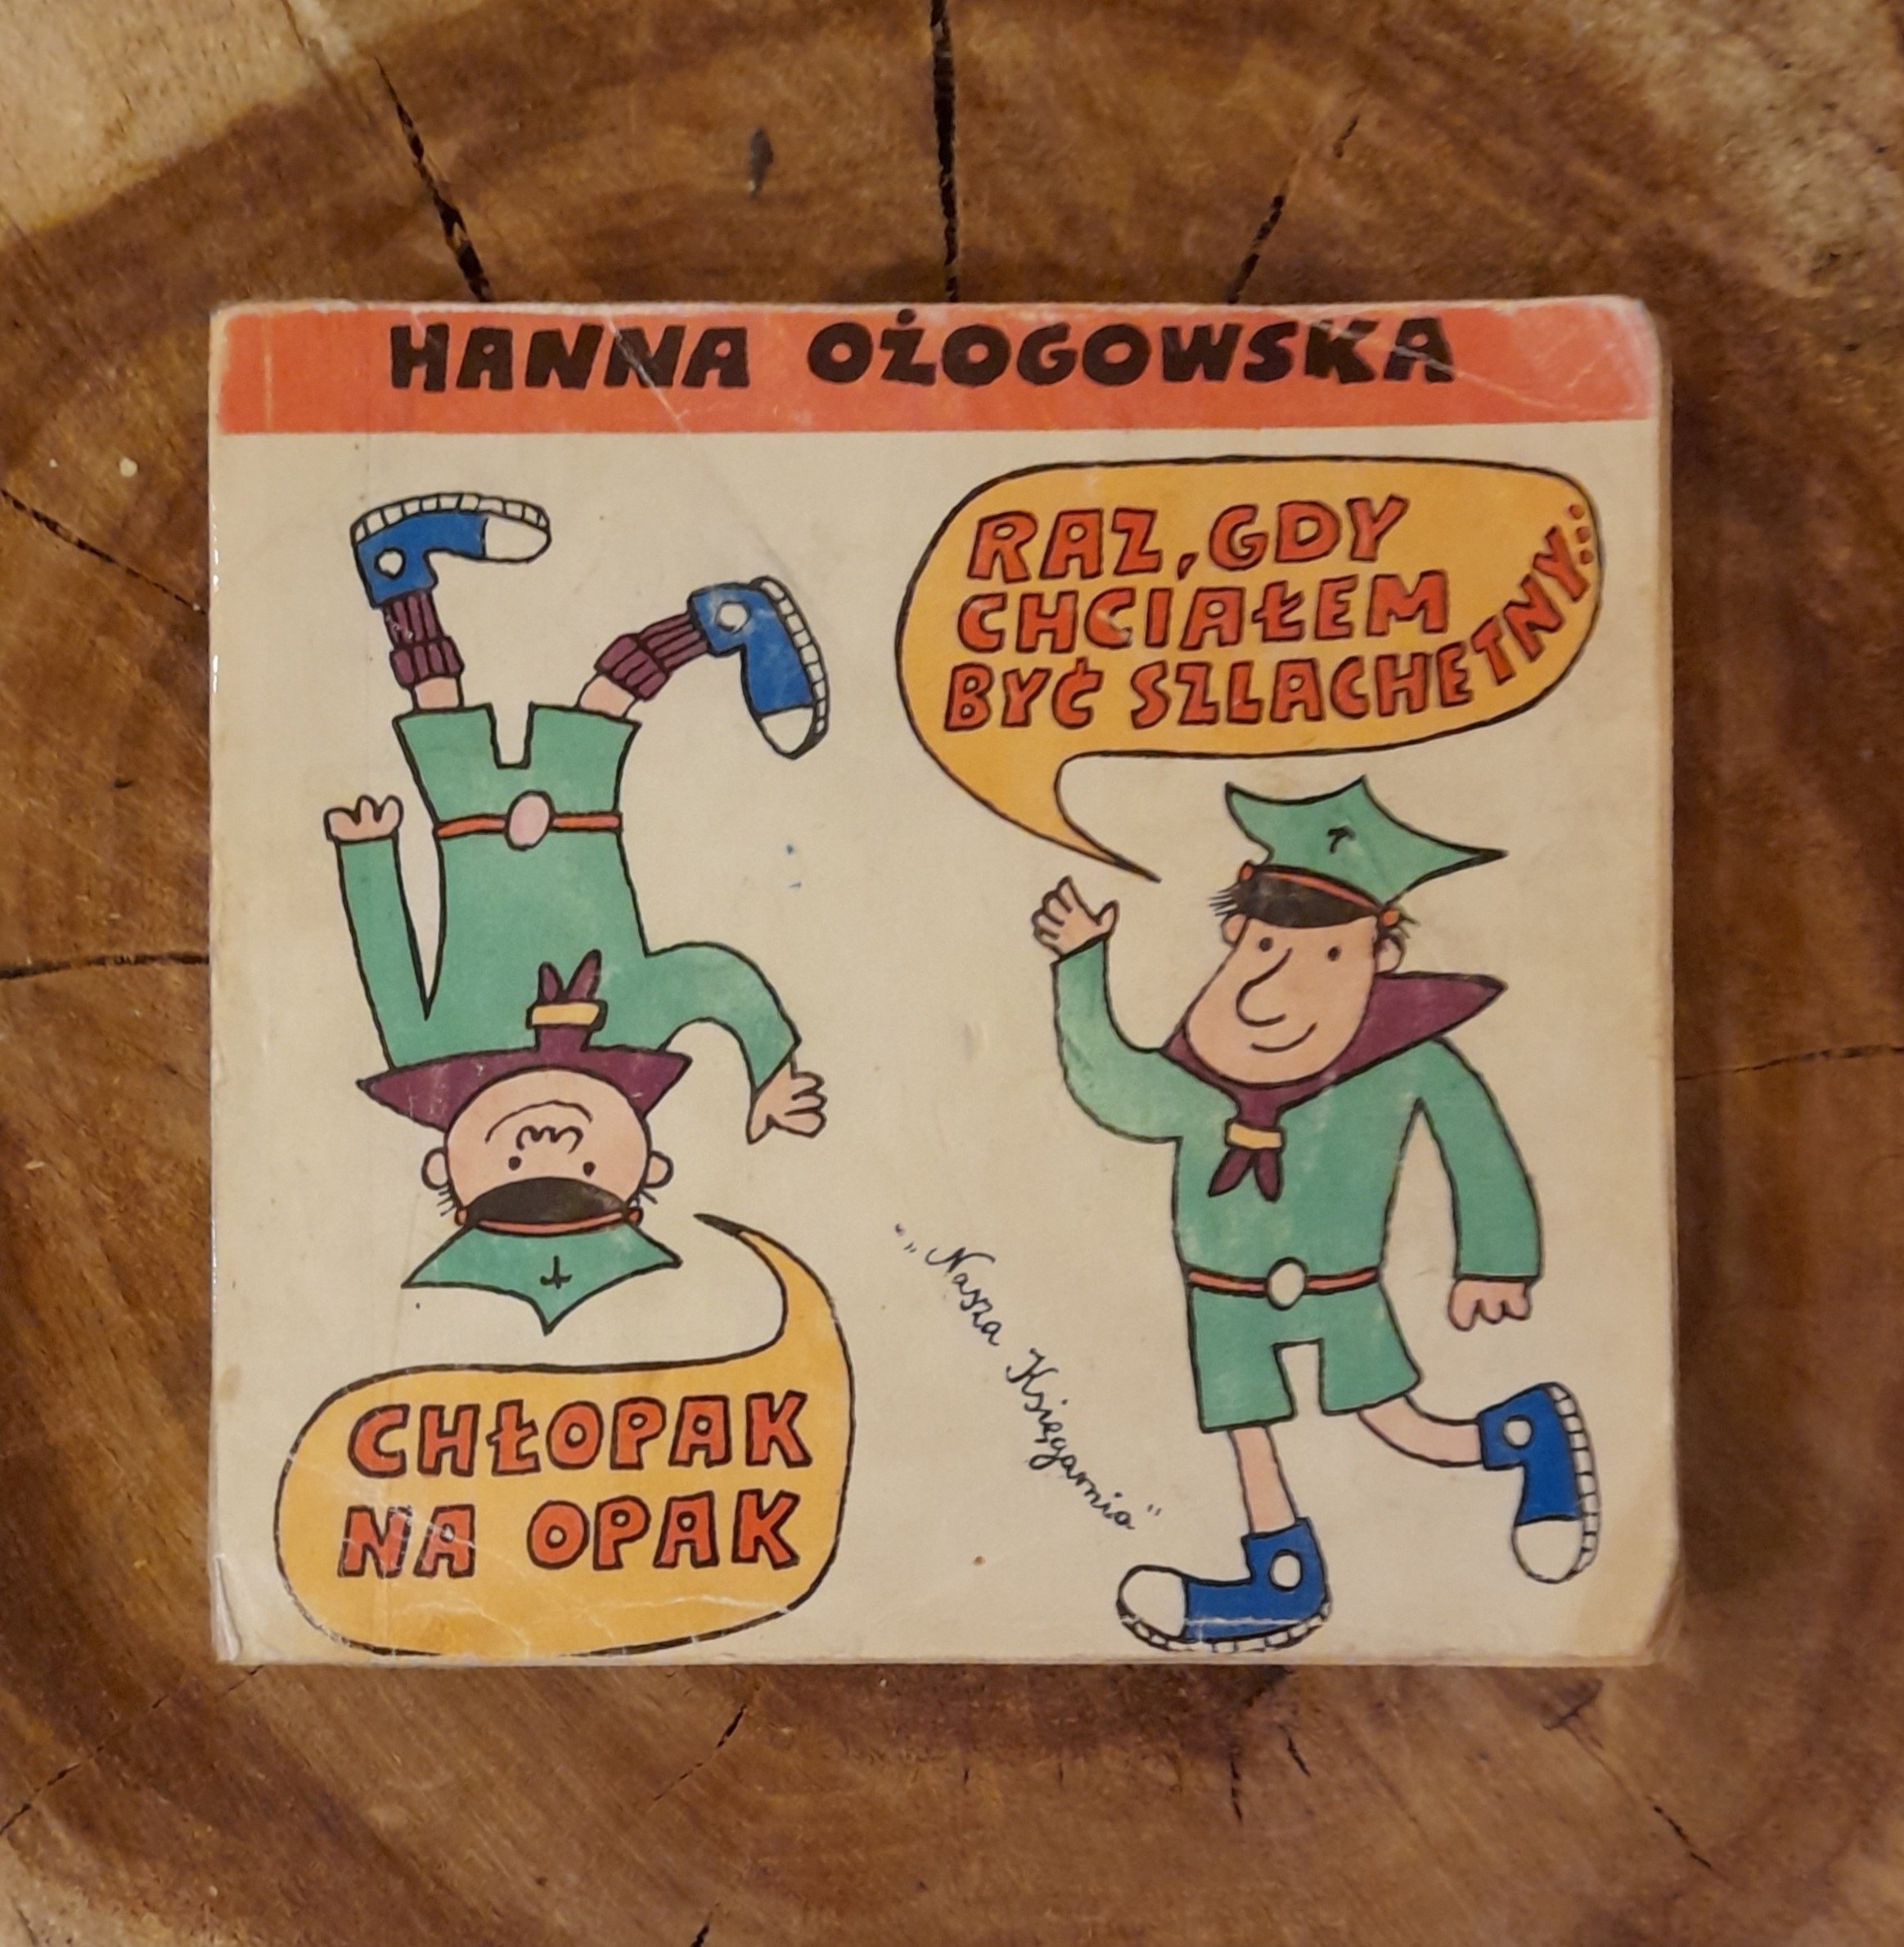 HANNA OŻOGOWSKA
RAZ, GDY
CHCIAŁEM
BYĆ SZLACHETNY...
CHŁOPAK
NA OPAK
„Nasza Księgarnia”